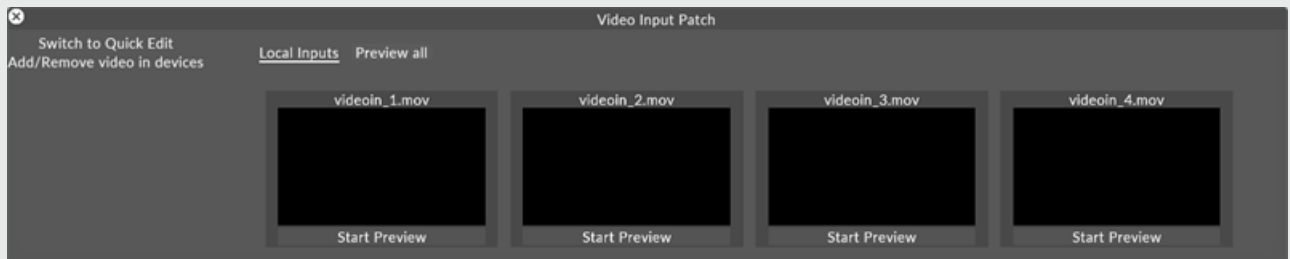 Video Input Patch
Switch to Quick Edit
Add/Remove video in devices
Local Inputs
Preview all
videoin_1.mov
videoin_2.mov
videoin_3.mov
videoin_4.mov
Start Preview
Start Preview
Start Preview
Start Preview